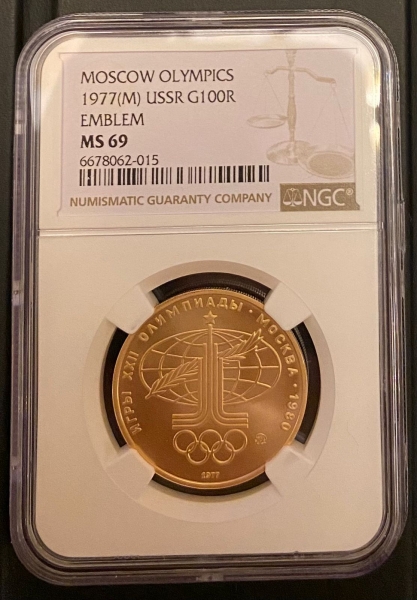 MOSCOW OLYMPICS
1977(M) USSR G100R
EMBLEM
MS 69
6678062-015
NUMISMATIC GUARANTY COMPANY
NGC®
ИГРЫ XXII ОЛИМПИАДЫ · МОСКВА · 1980
1977